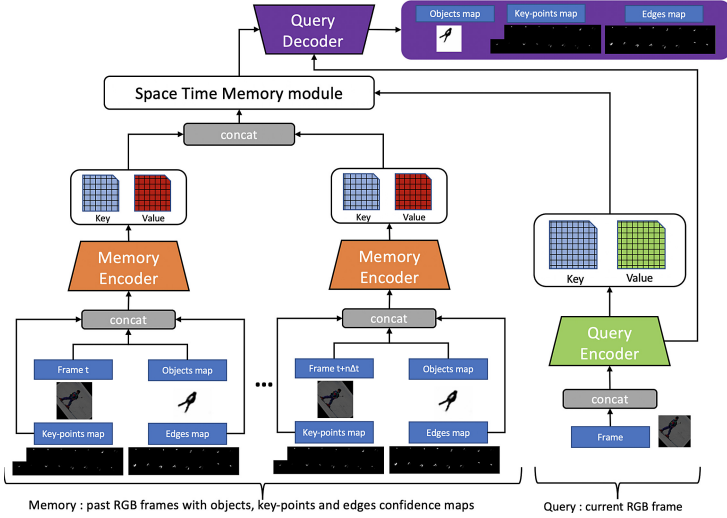 Query
Decoder
Objects map
Key-points map
Edges map
Space Time Memory module
concat
Key
Value
Key
Value
Key
Value
Memory
Encoder
Memory
Encoder
Query
Encoder
concat
concat
concat
Frame t
Objects map
Frame t+nΔt
Objects map
...
Key-points map
Edges map
Key-points map
Edges map
Frame
Memory : past RGB frames with objects, key-points and edges confidence maps
Query : current RGB frame